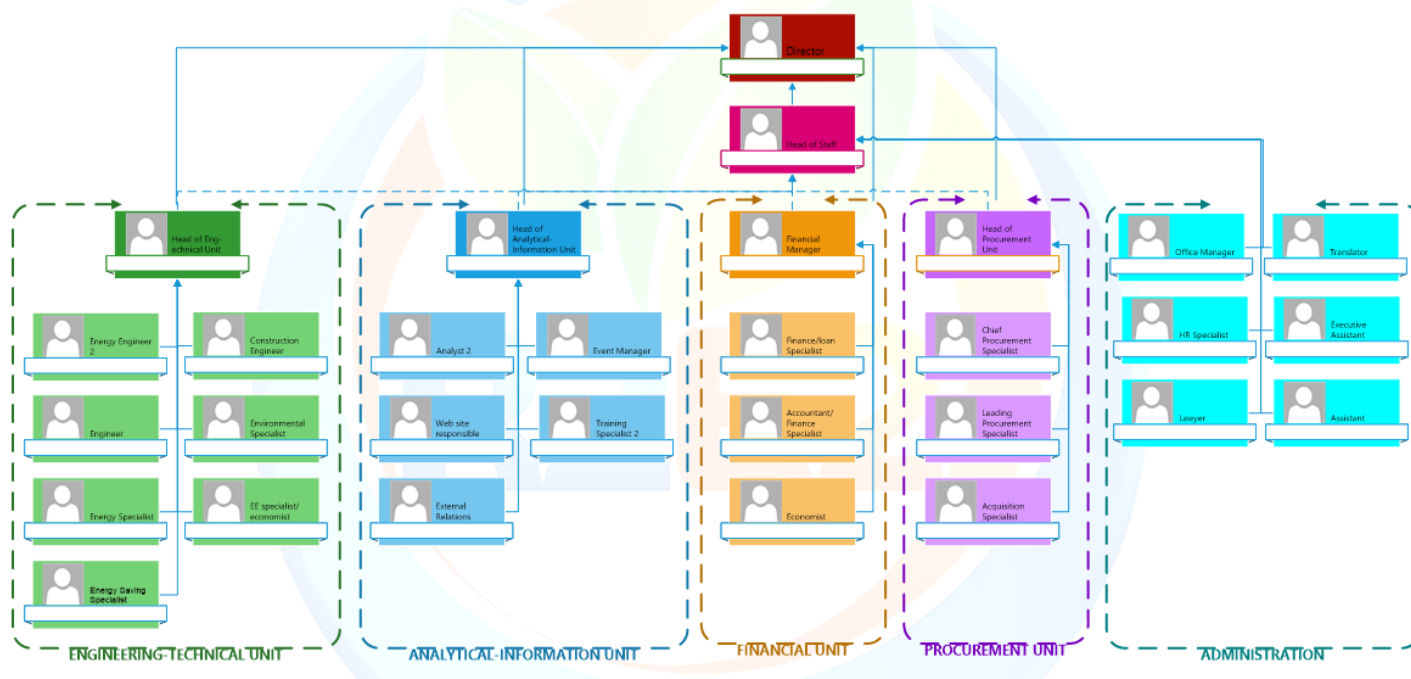 Director
Head of Staff
Head of Eng-
technical Unit
Head of
Analytical-
Information Unit
Financial
Manager
Head of
Procurement
Unit
Office Manager
Translator
Energy Engineer
2
Construction
Engineer
Analyst 2
Event Manager
Finance/loan
Specialist
Chief
Procurement
Specialist
HR Specialist
Executive
Assistant
Engineer
Environmental
Specialist
Web site
responsible
Training
Specialist 2
Accountant/
Finance
Specialist
Leading
Procurement
Specialist
Lawyer
Assistant
Energy Specialist
EE specialist/
economist
External
Relations
Economist
Acquisition
Specialist
Energy Saving
Specialist
ENGINEERING-TECHNICAL UNIT
ANALYTICAL-INFORMATION UNIT
FINANCIAL UNIT
PROCUREMENT UNIT
ADMINISTRATION